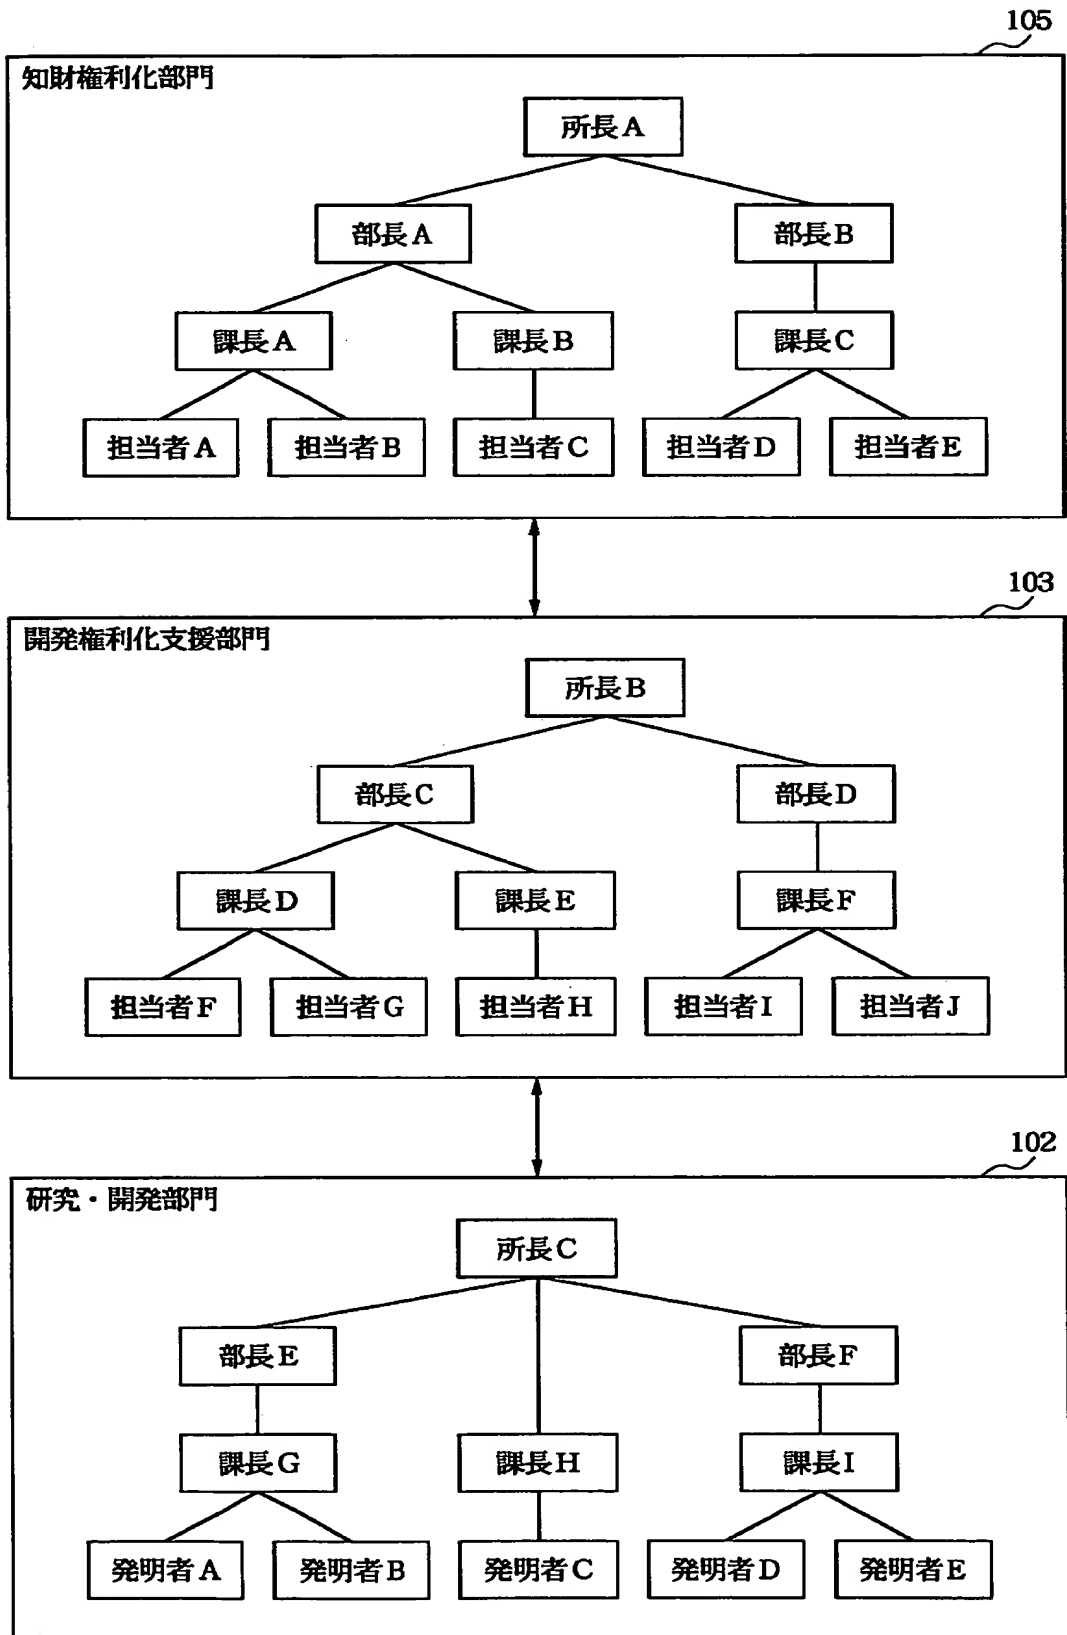 105
知財権利化部門
所長A
部長A
部長B
課長A
課長B
課長C
担当者A
担当者B
担当者C
担当者D
担当者E
103
開発権利化支援部門
所長B
部長C
部長D
課長D
課長E
課長F
担当者F
担当者G
担当者H
担当者I
担当者J
102
研究・開発部門
所長C
部長E
部長F
課長G
課長H
課長I
発明者A
発明者B
発明者C
発明者D
発明者E